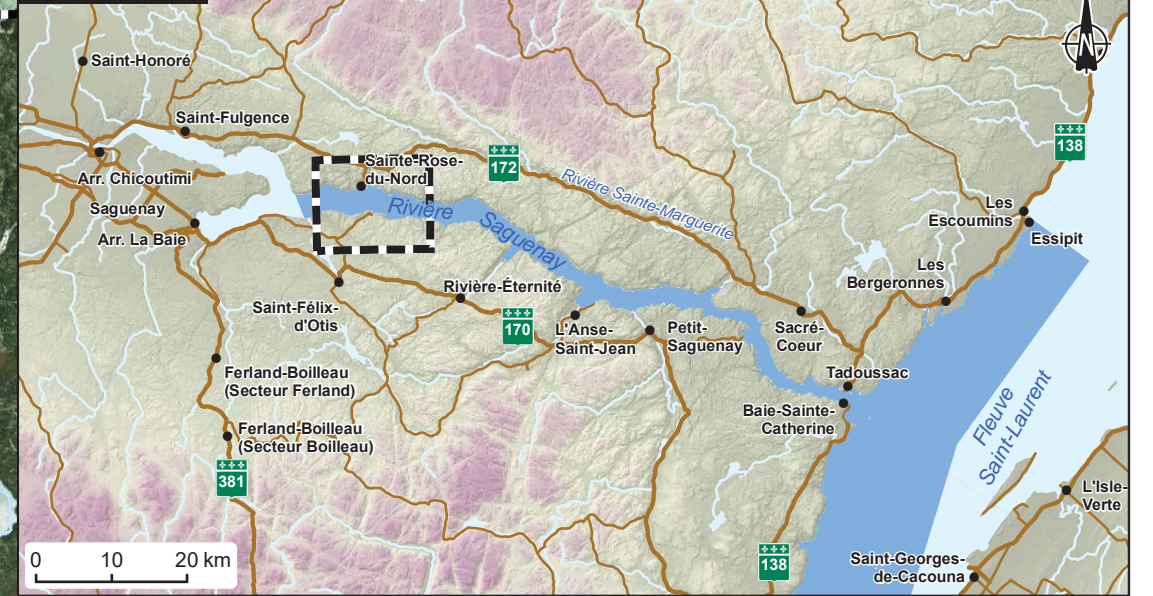 N
Saint-Honoré
138
Saint-Fulgence
172
Sainte-Rose-
du-Nord
Arr. Chicoutimi
Rivière Sainte-Marguerite
Saguenay
Rivière Saguenay
Les
Escoumins
Arr. La Baie
Essipit
Les
Bergeronnes
Rivière-Éternité
Saint-Félix-
d'Otis
170
L'Anse-
Saint-Jean
Petit-
Saguenay
Sacré-
Coeur
Ferland-Boilleau
(Secteur Ferland)
Tadoussac
Baie-Sainte-
Catherine
Fleuve
Saint-Laurent
Ferland-Boilleau
(Secteur Boilleau)
381
L'Isle-
Verte
0 10 20 km
138
Saint-Georges-
de-Cacouna